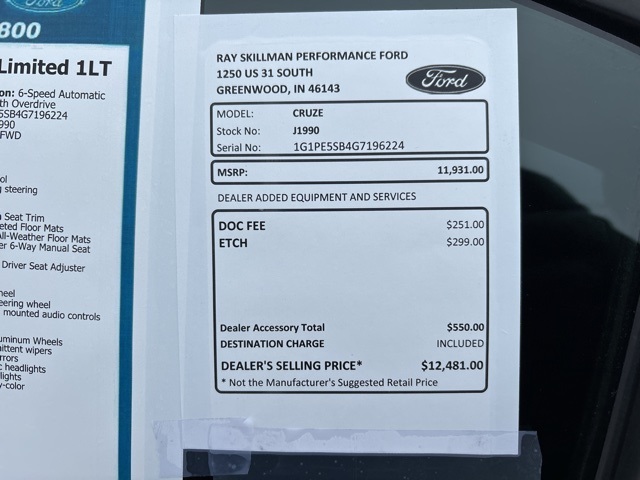 Ford
800
Limited 1LT
on: 6-Speed Automatic
th Overdrive
5SB4G7196224
990
FWD
ol
steering
Seat Trim
eted Floor Mats
All-Weather Floor Mats
er 6-Way Manual Seat
Driver Seat Adjuster
heel
eering wheel
mounted audio controls
uminum Wheels
ittent wipers
rrors
c headlights
lights
y-color
RAY SKILLMAN PERFORMANCE FORD
1250 US 31 SOUTH
GREENWOOD, IN 46143
Ford
MODEL: CRUZE
Stock No: J1990
Serial No: 1G1PE5SB4G7196224
MSRP: 11,931.00
DEALER ADDED EQUIPMENT AND SERVICES
DOC FEE $251.00
ETCH $299.00
Dealer Accessory Total $550.00
DESTINATION CHARGE INCLUDED
DEALER'S SELLING PRICE* $12,481.00
* Not the Manufacturer's Suggested Retail Price